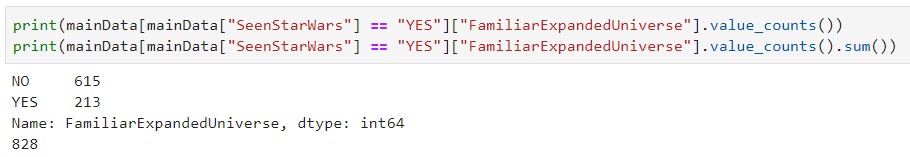 print(mainData[mainData["SeenStarWars"] == "YES"]["FamiliarExpandedUniverse"].value_counts())
print(mainData[mainData["SeenStarWars"] == "YES"]["FamiliarExpandedUniverse"].value_counts().sum())
NO     615
YES    213
Name: FamiliarExpandedUniverse, dtype: int64
828